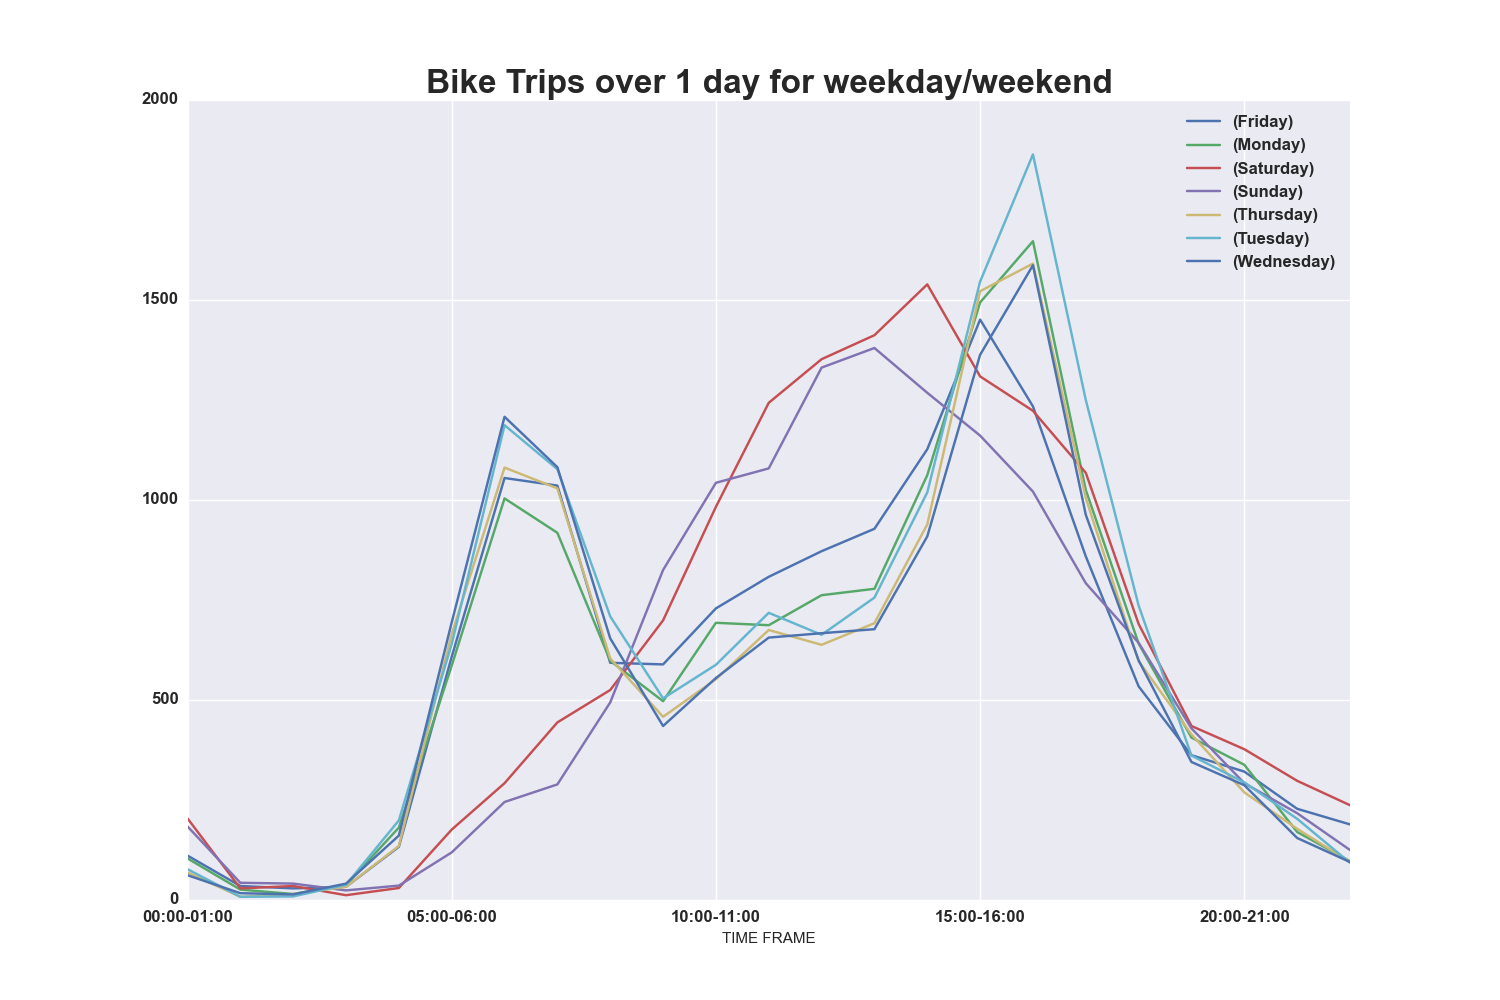 Bike Trips over 1 day for weekday/weekend
2000
1500
1000
500
0
(Friday)
(Monday)
(Saturday)
(Sunday)
(Thursday)
(Tuesday)
(Wednesday)
00:00-01:00 05:00-06:00 10:00-11:00 15:00-16:00 20:00-21:00
TIME FRAME